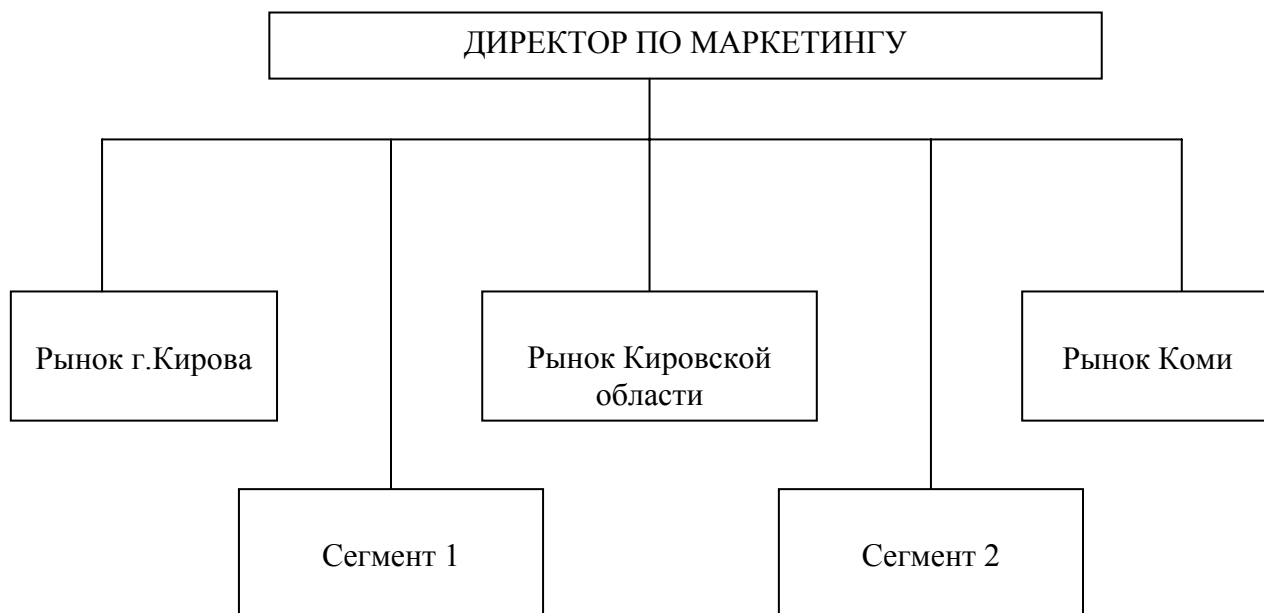 ДИРЕКТОР ПО МАРКЕТИНГУ
Рынок г.Кирова
Рынок Кировской
области
Рынок Коми
Сегмент 1
Сегмент 2